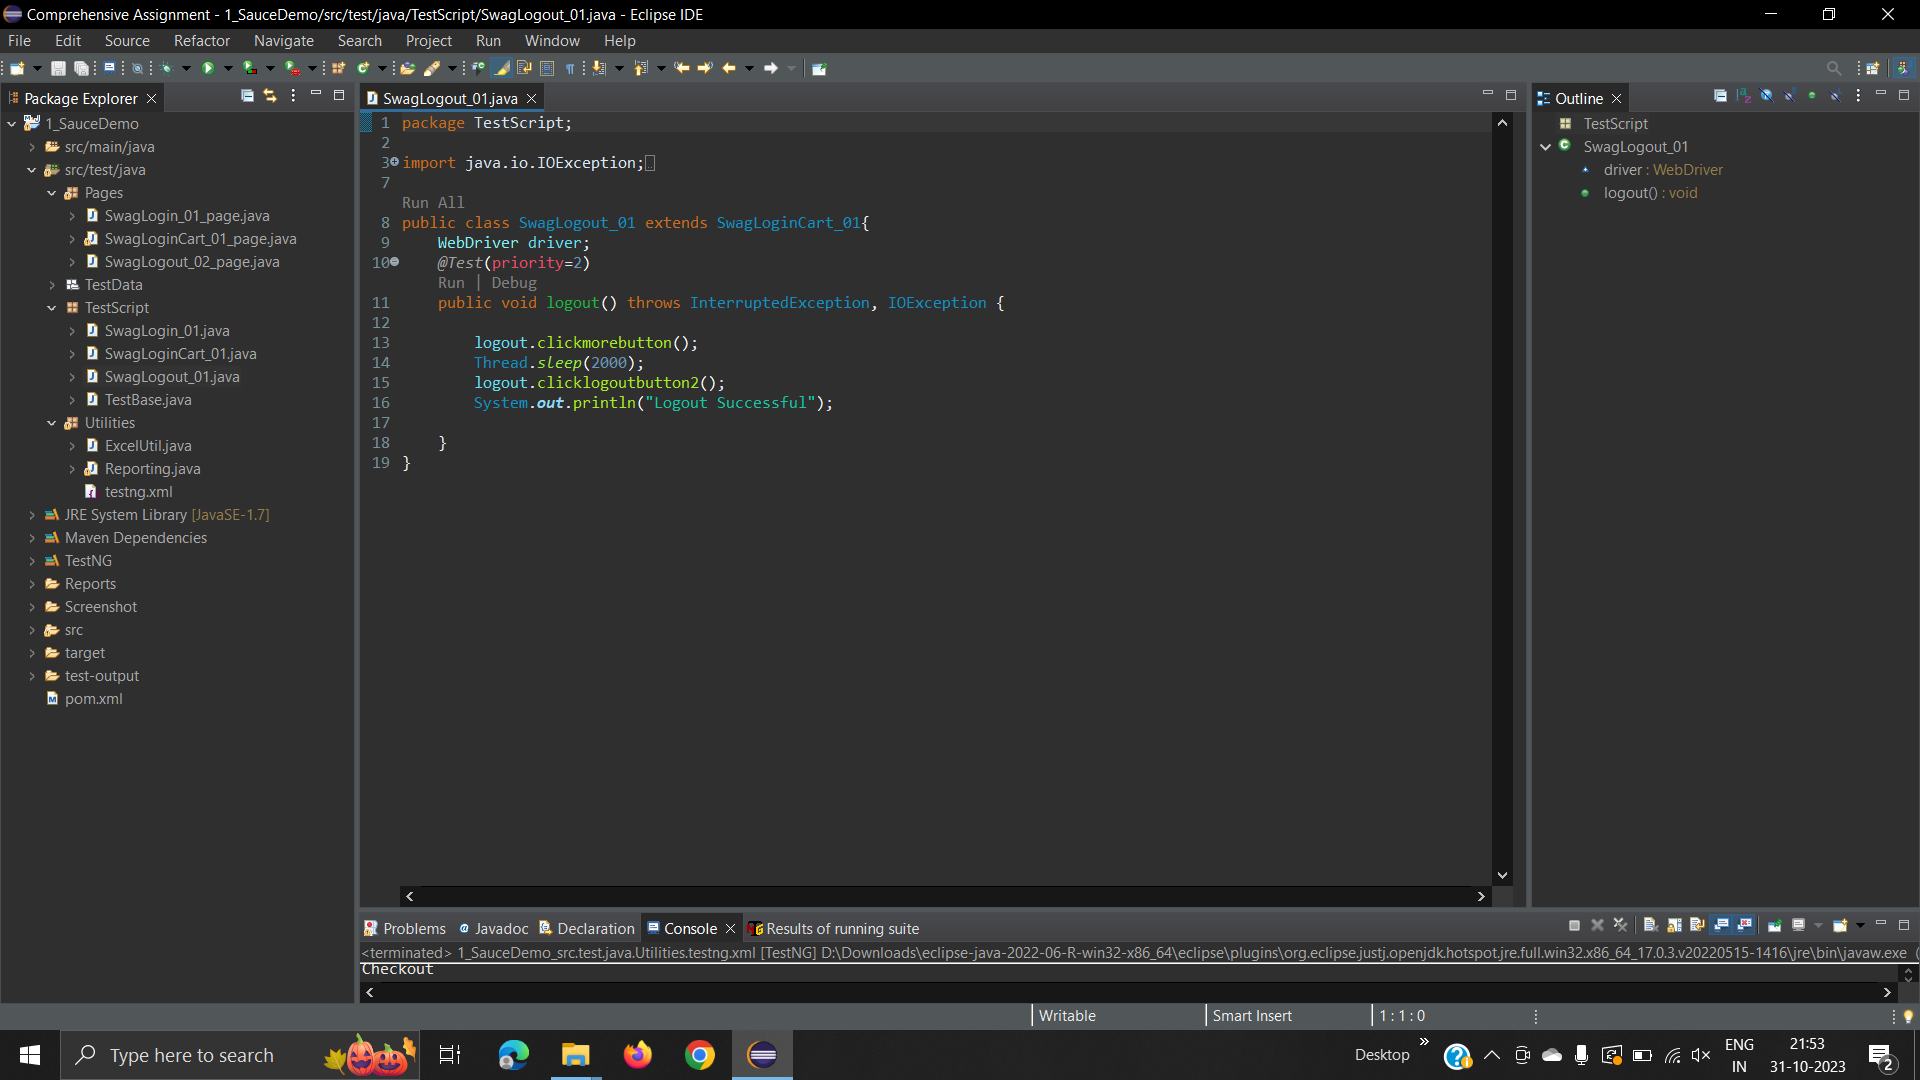 Comprehensive Assignment - 1_SauceDemo/src/test/java/TestScript/SwagLogout_01.java - Eclipse IDE
File Edit Source Refactor Navigate Search Project Run Window Help
Package Explorer
1_SauceDemo
src/main/java
src/test/java
Pages
SwagLogin_01_page.java
SwagLoginCart_01_page.java
SwagLogout_02_page.java
TestData
TestScript
SwagLogin_01.java
SwagLoginCart_01.java
SwagLogout_01.java
TestBase.java
Utilities
ExcelUtil.java
Reporting.java
testng.xml
JRE System Library [JavaSE-1.7]
Maven Dependencies
TestNG
Reports
Screenshot
src
target
test-output
pom.xml
SwagLogout_01.java
1 package TestScript;
2
3 import java.io.IOException;
7
Run All
8 public class SwagLogout_01 extends SwagLoginCart_01{
9 WebDriver driver;
10 @Test(priority=2)
Run | Debug
11 public void logout() throws InterruptedException, IOException {
12
13 logout.clickmorebutton();
14 Thread.sleep(2000);
15 logout.clicklogoutbutton2();
16 System.out.println("Logout Successful");
17
18 }
19 }
Outline
TestScript
SwagLogout_01
driver : WebDriver
logout() : void
Problems Javadoc Declaration Console Results of running suite
<terminated> 1_SauceDemo_src.test.java.Utilities.testng.xml [TestNG] D:\Downloads\eclipse-java-2022-06-R-win32-x86_64\eclipse\plugins\org.eclipse.justj.openjdk.hotspot.jre.full.win32.x86_64_17.0.3.v20220515-1416\jre\bin\javaw.exe (
Checkout
Writable Smart Insert 1 : 1 : 0
Type here to search
Desktop
ENG
IN
21:53
31-10-2023
2